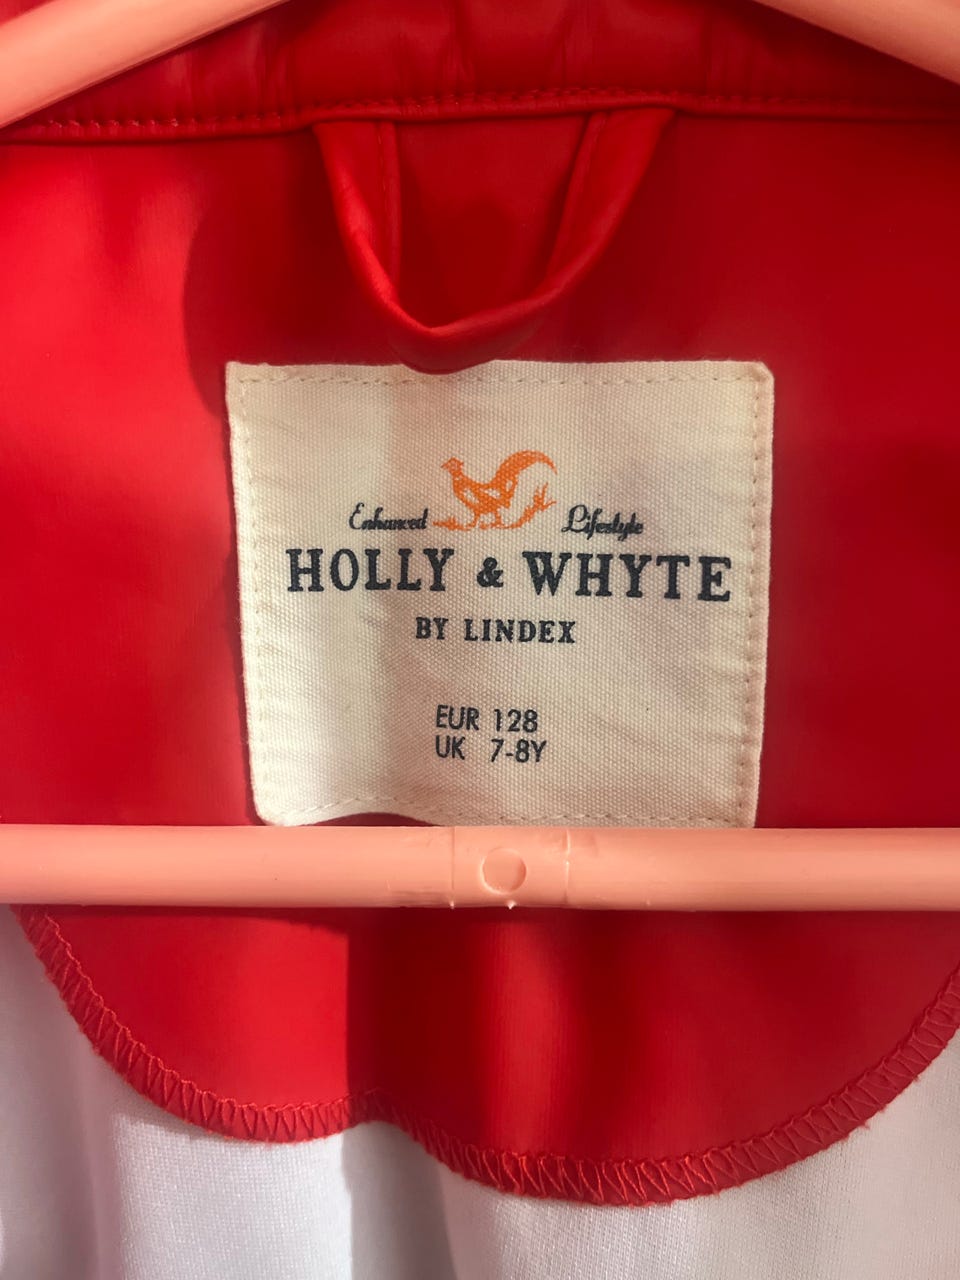 Enhanced Lifestyle
HOLLY & WHYTE
BY LINDEX
EUR 128
UK 7-8Y